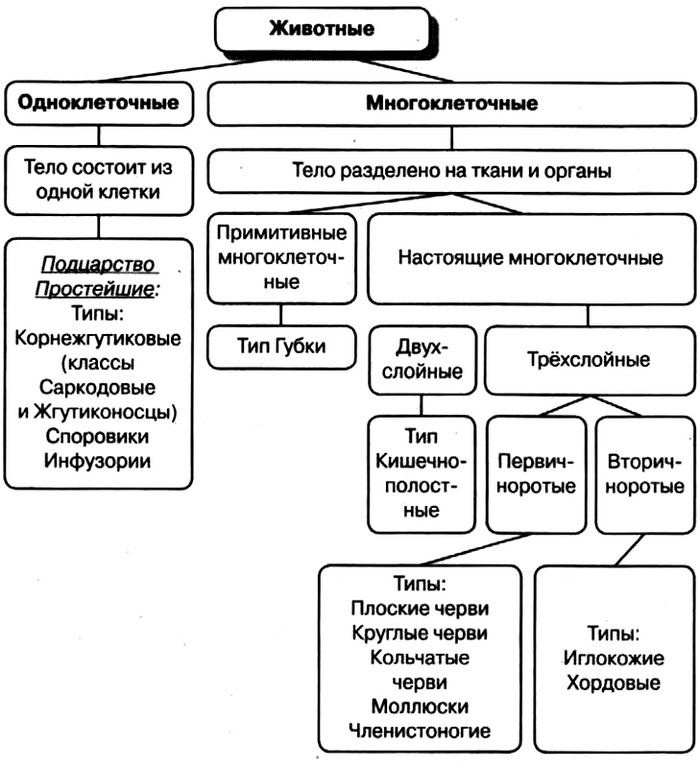 Животные
Одноклеточные
Многоклеточные
Тело состоит из
одной клетки
Тело разделено на ткани и органы
Подцарство
Простейшие:
Типы:
Корнежгутиковые
(классы
Саркодовые
и Жгутиконосцы)
Споровики
Инфузории
Примитивные
многоклеточ-
ные
Настоящие многоклеточные
Тип Губки
Двух-
слойные
Трёхслойные
Тип
Кишечно-
полост-
ные
Первич-
норотые
Вторич-
норотые
Типы:
Плоские черви
Круглые черви
Кольчатые
черви
Моллюски
Членистоногие
Типы:
Иглокожие
Хордовые